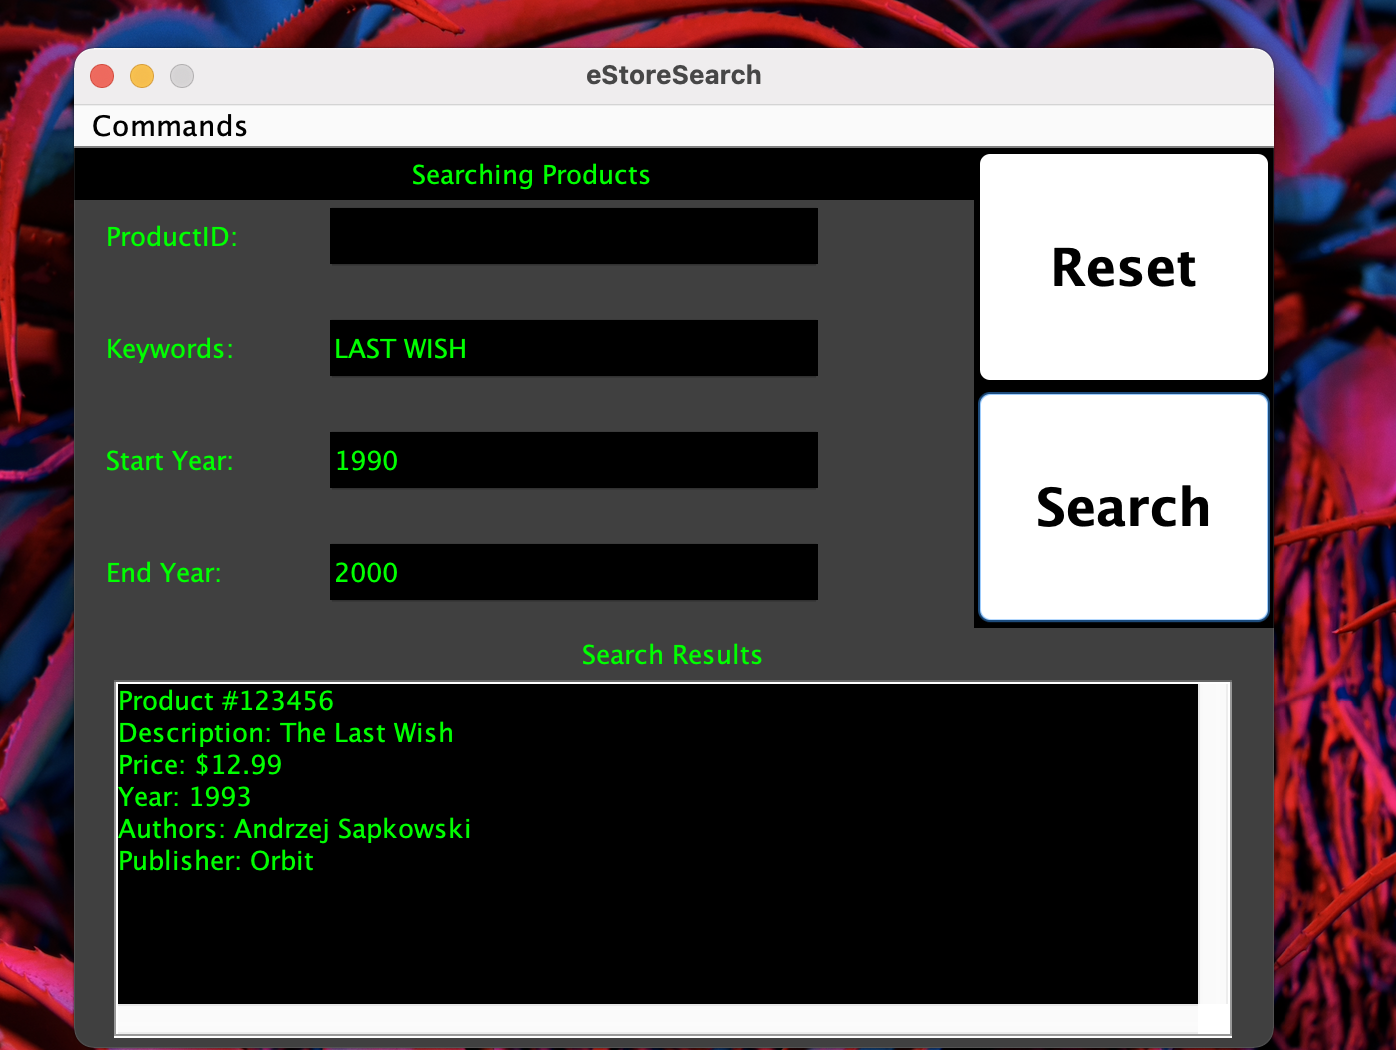 eStoreSearch
Commands
Searching Products
ProductID:
Reset
Keywords: LAST WISH
Start Year: 1990
Search
End Year: 2000
Search Results
Product #123456
Description: The Last Wish
Price: $12.99
Year: 1993
Authors: Andrzej Sapkowski
Publisher: Orbit